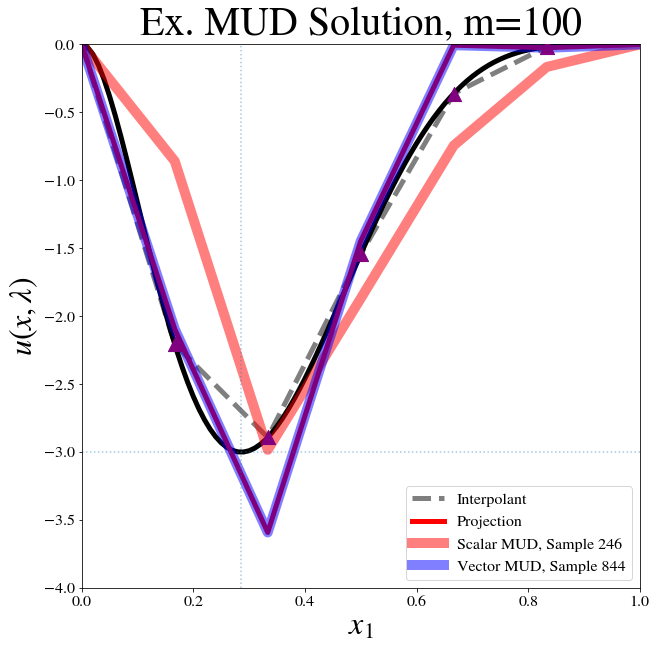 Ex. MUD Solution, m=100
u(x, λ)
0.0
−0.5
−1.0
−1.5
−2.0
−2.5
−3.0
−3.5
−4.0
Interpolant
Projection
Scalar MUD, Sample 246
Vector MUD, Sample 844
0.0 0.2 0.4 0.6 0.8 1.0
x₁